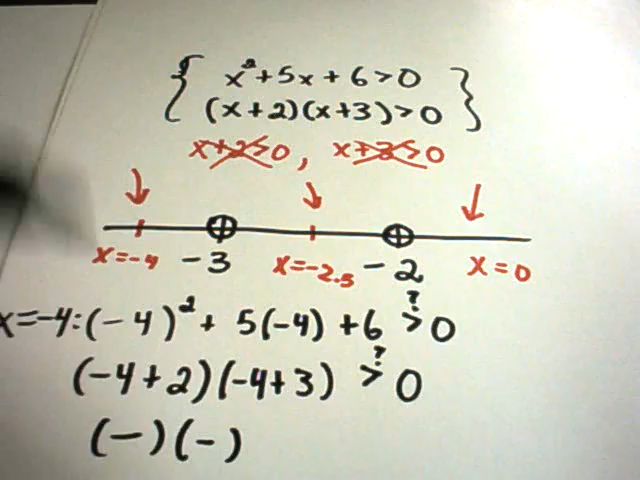 x²+5x+6>0
(x+2)(x+3)>0
x+2>0, x+3>0
x=-4 -3 x=-2.5 -2 x=0
x=-4:(-4)²+ 5(-4)+6 ?> 0
(-4+2)(-4+3) ?> 0
(-)(-)